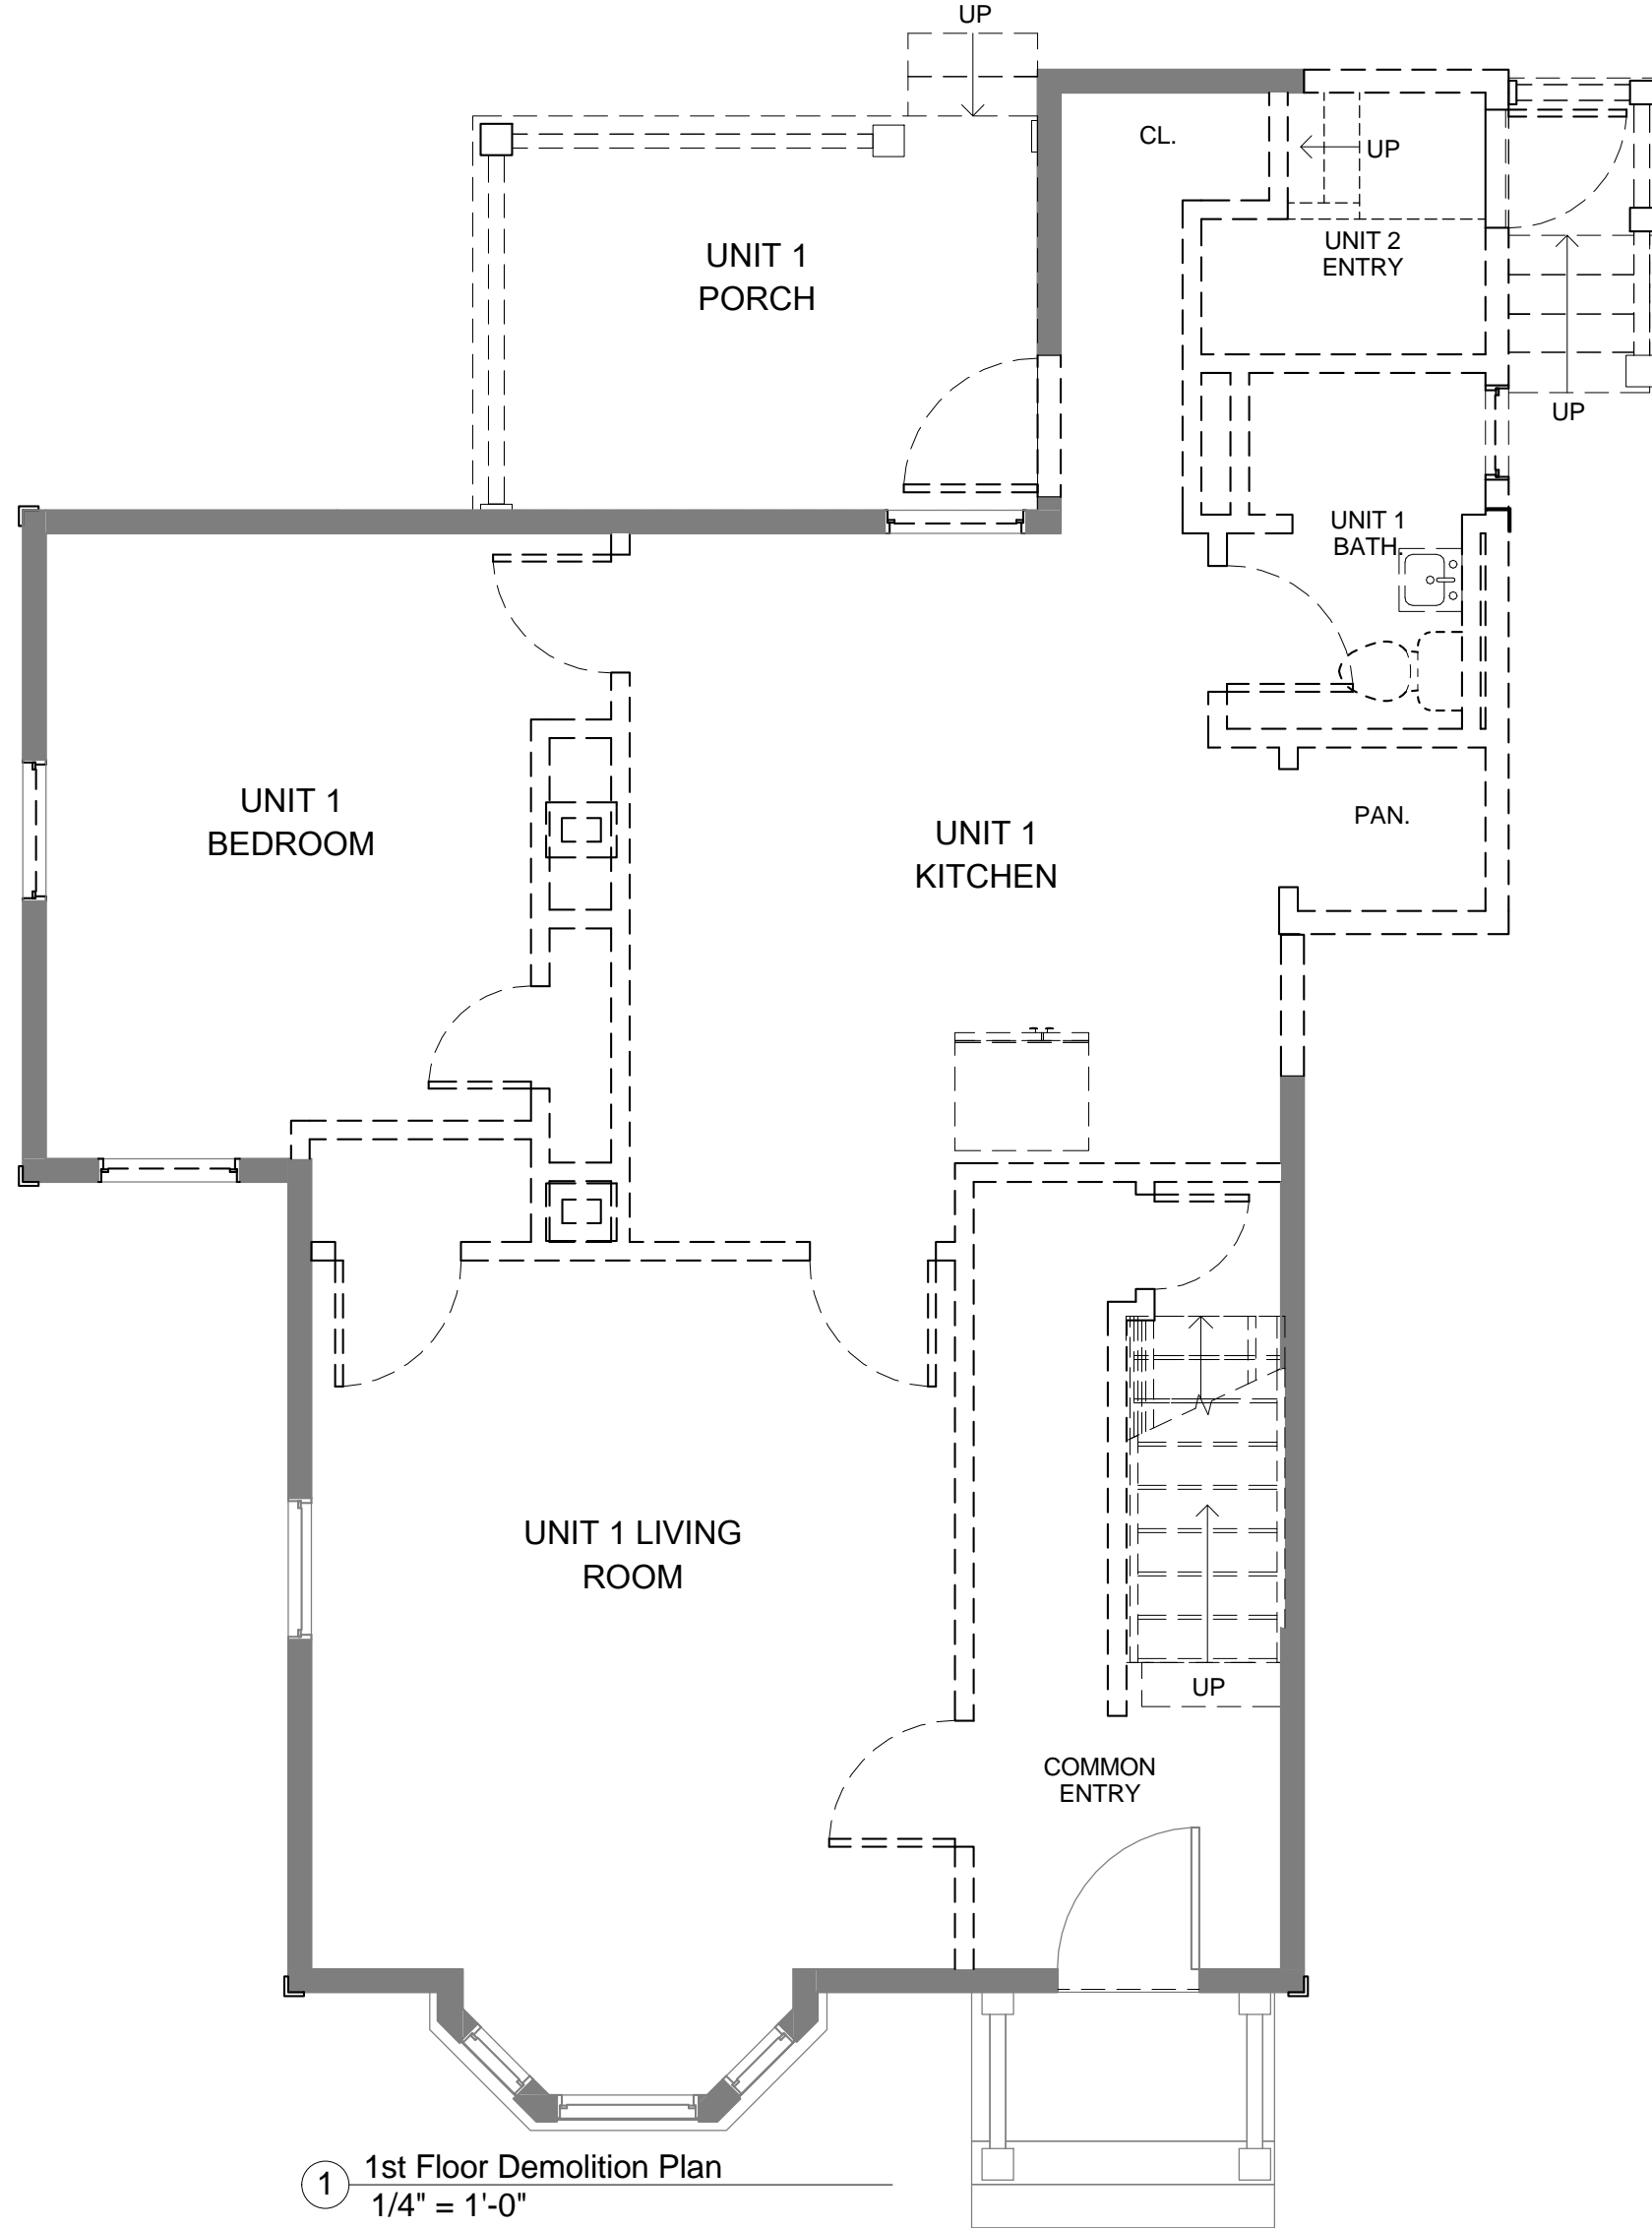 UP
CL.
UP
UNIT 1
PORCH
UNIT 2
ENTRY
UP
UNIT 1
BATH.
UNIT 1
BEDROOM
UNIT 1
KITCHEN
PAN.
UNIT 1 LIVING
ROOM
UP
COMMON
ENTRY
1
1st Floor Demolition Plan
1/4" = 1'-0"